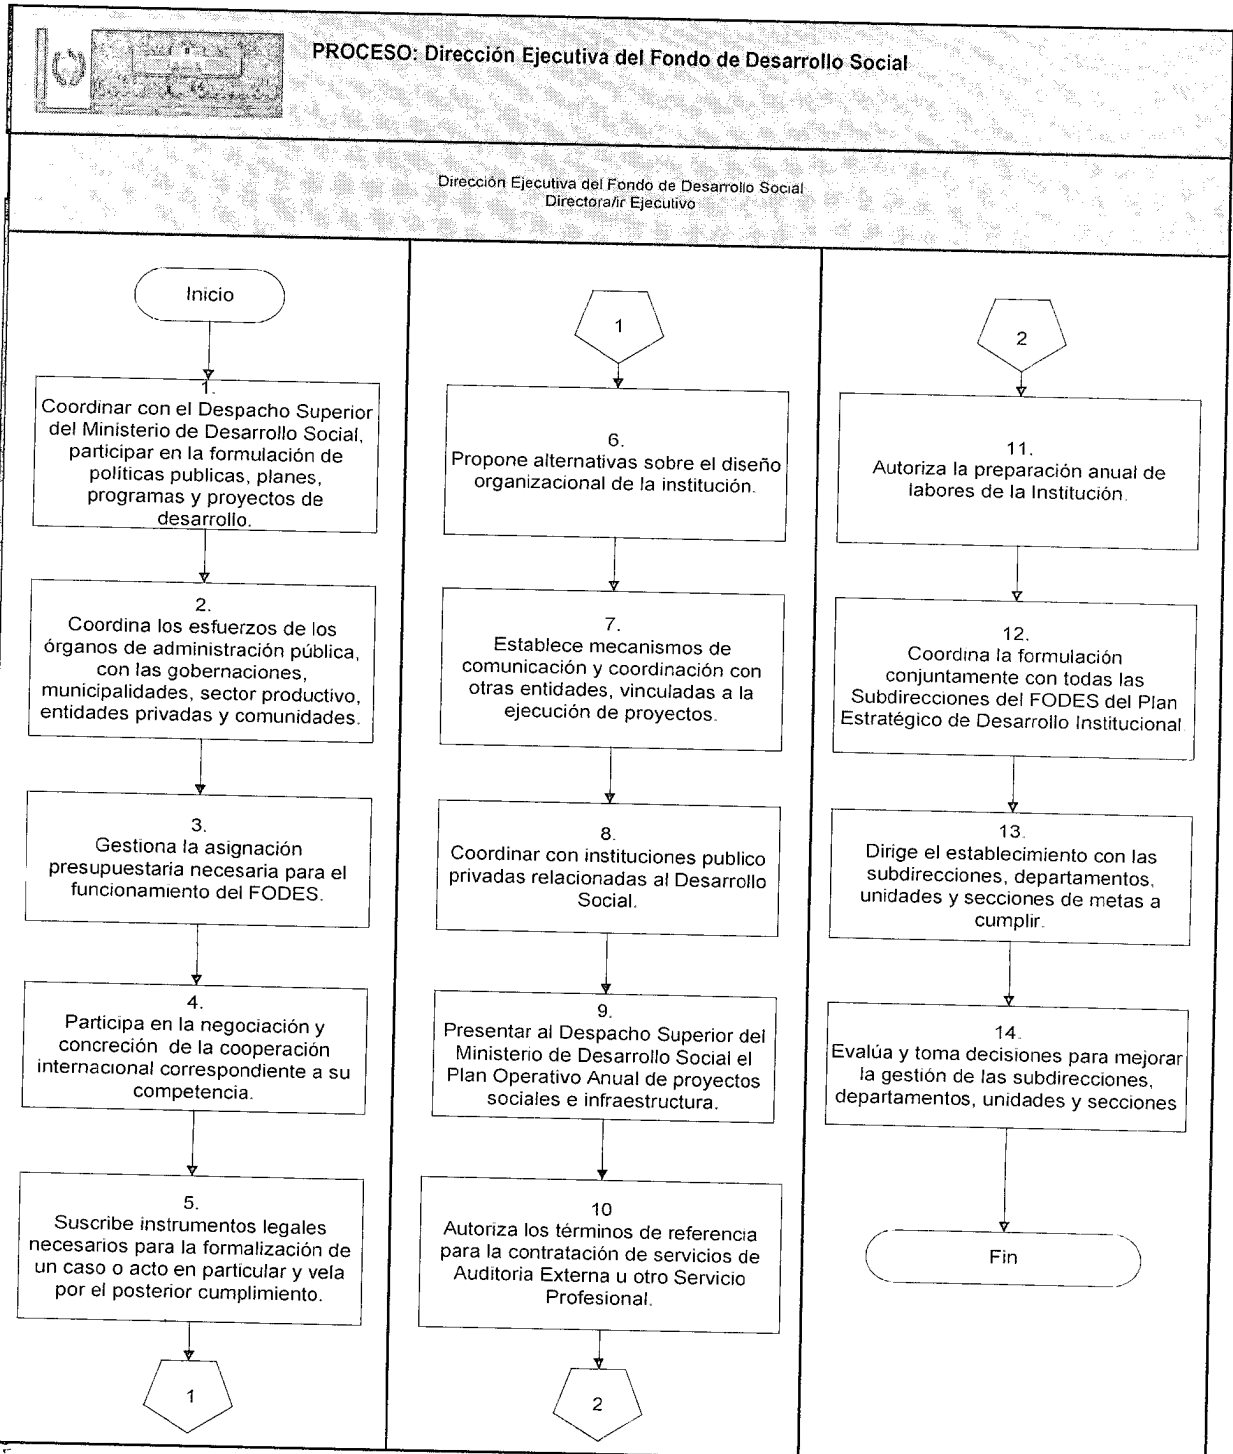 PROCESO: Dirección Ejecutiva del Fondo de Desarrollo Social
Dirección Ejecutiva del Fondo de Desarrollo Social
Directora/ir Ejecutivo
Inicio
1.
Coordinar con el Despacho Superior
del Ministerio de Desarrollo Social,
participar en la formulación de
políticas publicas, planes,
programas y proyectos de
desarrollo.
2.
Coordina los esfuerzos de los
órganos de administración pública,
con las gobernaciones,
municipalidades, sector productivo,
entidades privadas y comunidades.
3.
Gestiona la asignación
presupuestaria necesaria para el
funcionamiento del FODES.
4.
Participa en la negociación y
concreción de la cooperación
internacional correspondiente a su
competencia.
5.
Suscribe instrumentos legales
necesarios para la formalización de
un caso o acto en particular y vela
por el posterior cumplimiento.
1
1
6.
Propone alternativas sobre el diseño
organizacional de la institución.
7.
Establece mecanismos de
comunicación y coordinación con
otras entidades, vinculadas a la
ejecución de proyectos.
8.
Coordinar con instituciones publico
privadas relacionadas al Desarrollo
Social.
9.
Presentar al Despacho Superior del
Ministerio de Desarrollo Social el
Plan Operativo Anual de proyectos
sociales e infraestructura.
10
Autoriza los términos de referencia
para la contratación de servicios de
Auditoria Externa u otro Servicio
Profesional.
2
2
11.
Autoriza la preparación anual de
labores de la Institución.
12.
Coordina la formulación
conjuntamente con todas las
Subdirecciones del FODES del Plan
Estratégico de Desarrollo Institucional.
13.
Dirige el establecimiento con las
subdirecciones, departamentos,
unidades y secciones de metas a
cumplir.
14.
Evalúa y toma decisiones para mejorar
la gestión de las subdirecciones,
departamentos, unidades y secciones
Fin